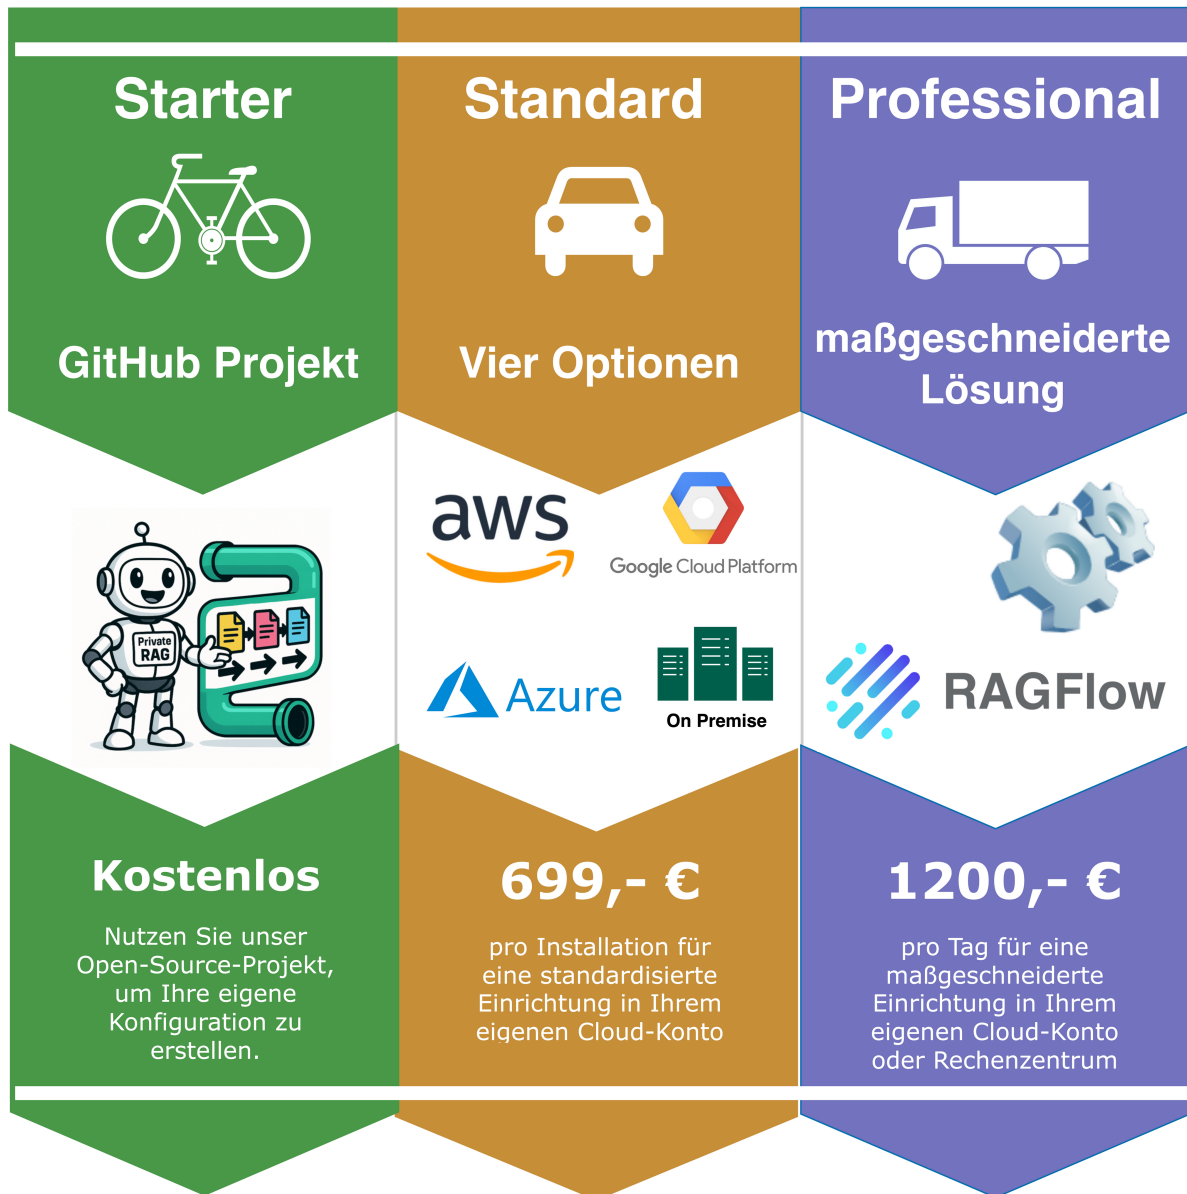 Starter
GitHub Projekt
Private
RAG
Kostenlos
Nutzen Sie unser
Open-Source-Projekt,
um Ihre eigene
Konfiguration zu
erstellen.
Standard
Vier Optionen
aws
Google Cloud Platform
Azure
On Premise
699,- €
pro Installation für
eine standardisierte
Einrichtung in Ihrem
eigenen Cloud-Konto
Professional
maßgeschneiderte
Lösung
RAGFlow
1200,- €
pro Tag für eine
maßgeschneiderte
Einrichtung in Ihrem
eigenen Cloud-Konto
oder Rechenzentrum